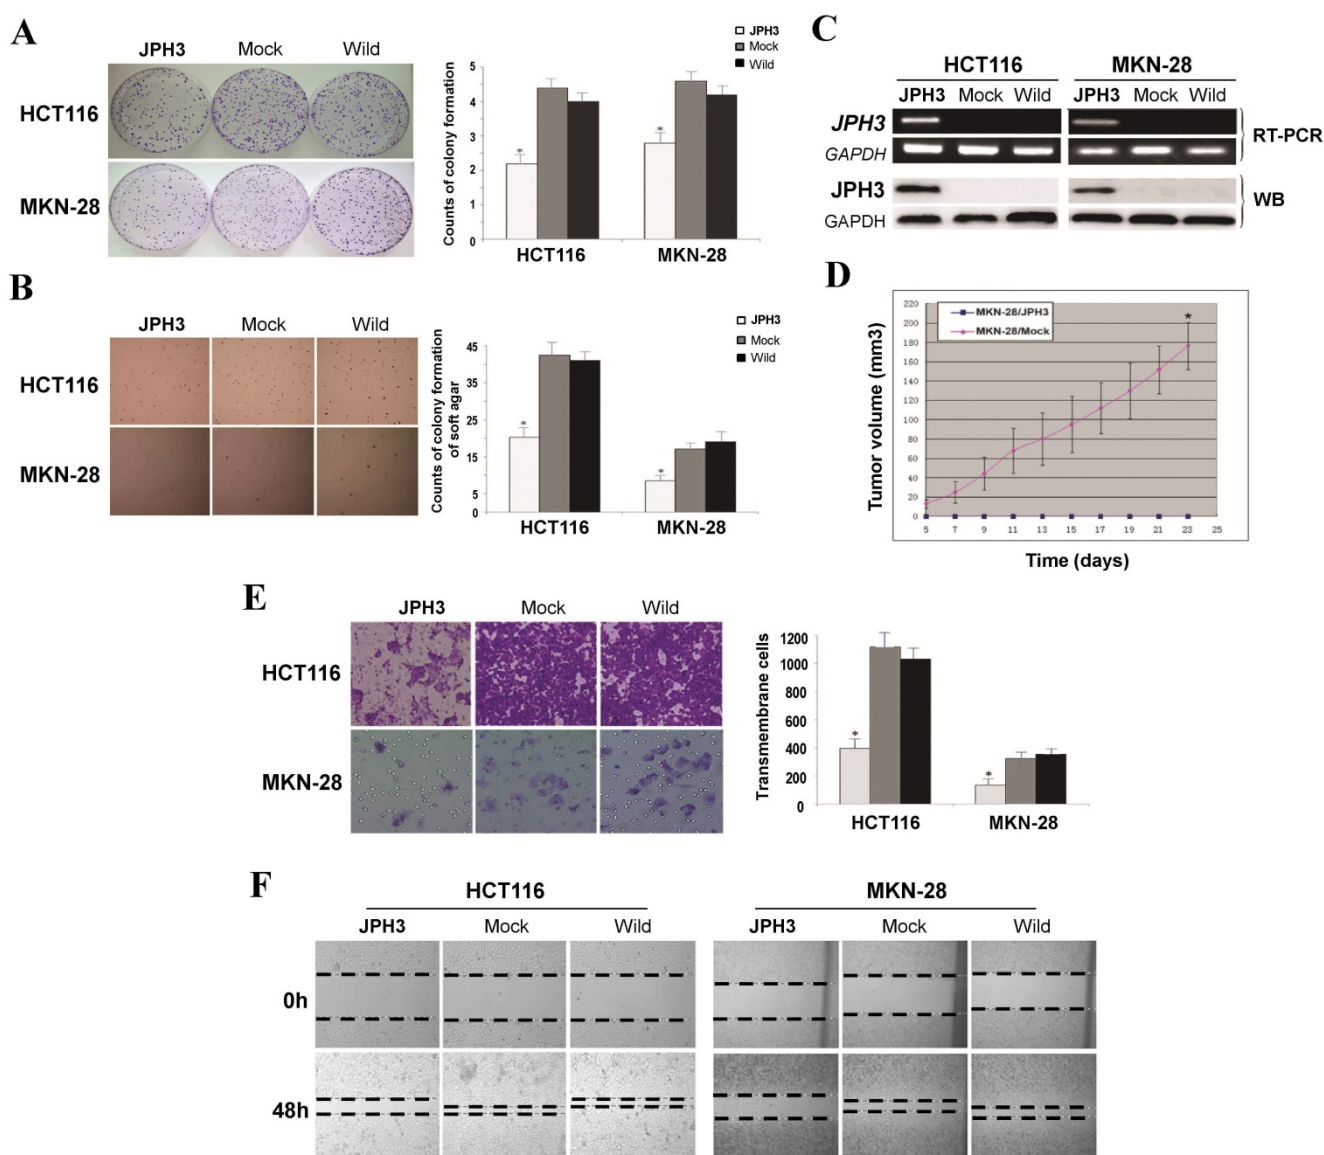 A
JPH3 Mock Wild
HCT116
MKN-28
Counts of colony formation
5
4
3
2
1
0
* *
HCT116 MKN-28
JPH3
Mock
Wild
B
JPH3 Mock Wild
HCT116
MKN-28
Counts of colony formation
of soft agar
45
35
25
15
5
0
* *
HCT116 MKN-28
JPH3
Mock
Wild
C
HCT116 MKN-28
JPH3 Mock Wild JPH3 Mock Wild
JPH3
GAPDH
RT-PCR
JPH3
GAPDH
WB
D
Tumor volume (mm3)
220
200
180
160
140
120
100
80
60
40
20
0
MKN-28/JPH3
MKN-28/Mock
*
5 7 9 11 13 15 17 19 21 23 25
Time (days)
E
JPH3 Mock Wild
HCT116
MKN-28
Transmembrane cells
1200
1000
800
600
400
200
0
* *
HCT116 MKN-28
F
HCT116 MKN-28
JPH3 Mock Wild JPH3 Mock Wild
0h
48h